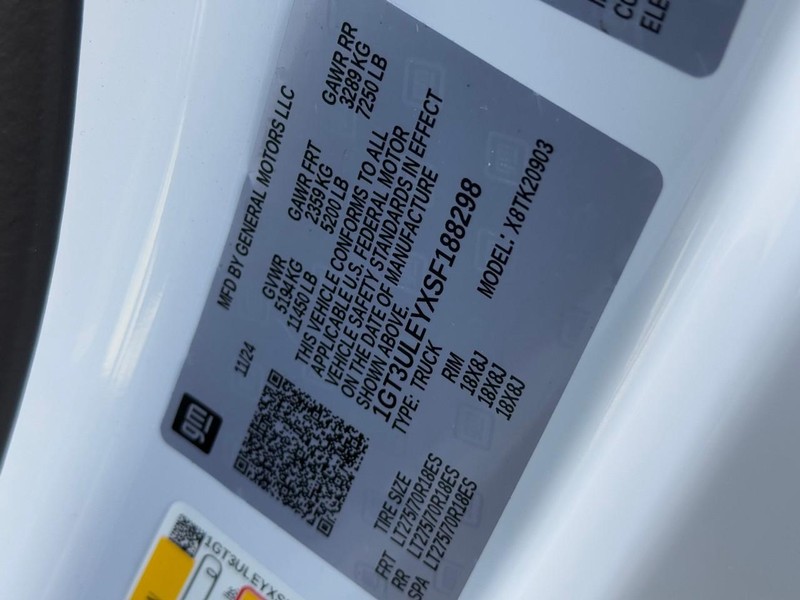 gm
11/24
MFD BY GENERAL MOTORS LLC
GVWR GAWR FRT GAWR RR
5194 KG 2359 KG 3289 KG
11450 LB 5200 LB 7250 LB
THIS VEHICLE CONFORMS TO ALL
APPLICABLE U.S. FEDERAL MOTOR
VEHICLE SAFETY STANDARDS IN EFFECT
ON THE DATE OF MANUFACTURE
SHOWN ABOVE.
1GT3ULEYXSF188298
TYPE: TRUCK
MODEL: X8TK20903
TIRE SIZE RIM
FRT LT275/70R18ES 18X8J
RR LT275/70R18ES 18X8J
SPA LT275/70R18ES 18X8J
1GT3ULEYXS